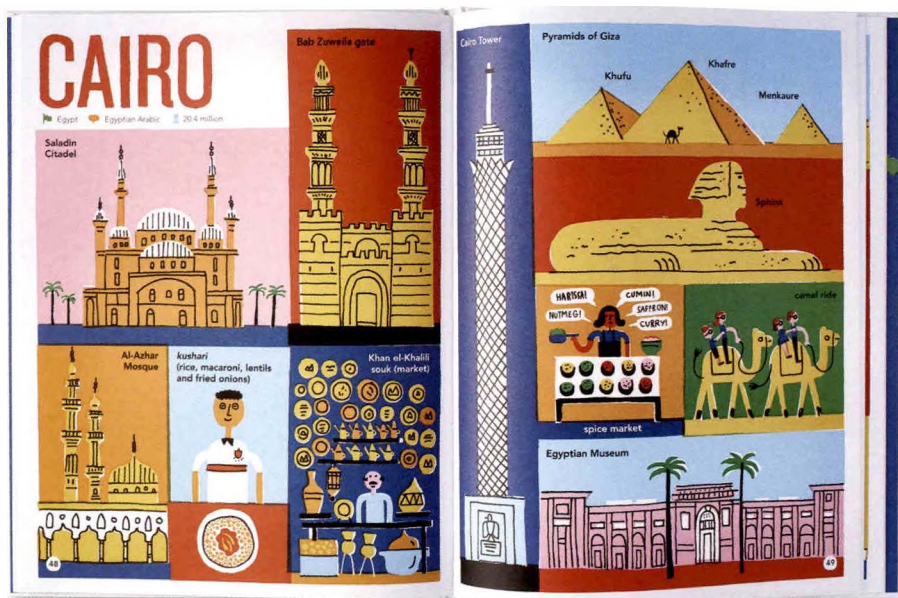 CAIRO
Egypt
Egyptian Arabic
20.4 million
Bab Zuweila gate
Saladin
Citadel
Al-Azhar
Mosque
kushari
(rice, macaroni, lentils
and fried onions)
Khan el-Khalili
souk (market)
48
Cairo Tower
Pyramids of Giza
Khufu
Khafre
Menkaure
Sphinx
HARISSA!
CUMIN!
NUTMEG!
SAFFRON!
CURRY!
spice market
camel ride
Egyptian Museum
49